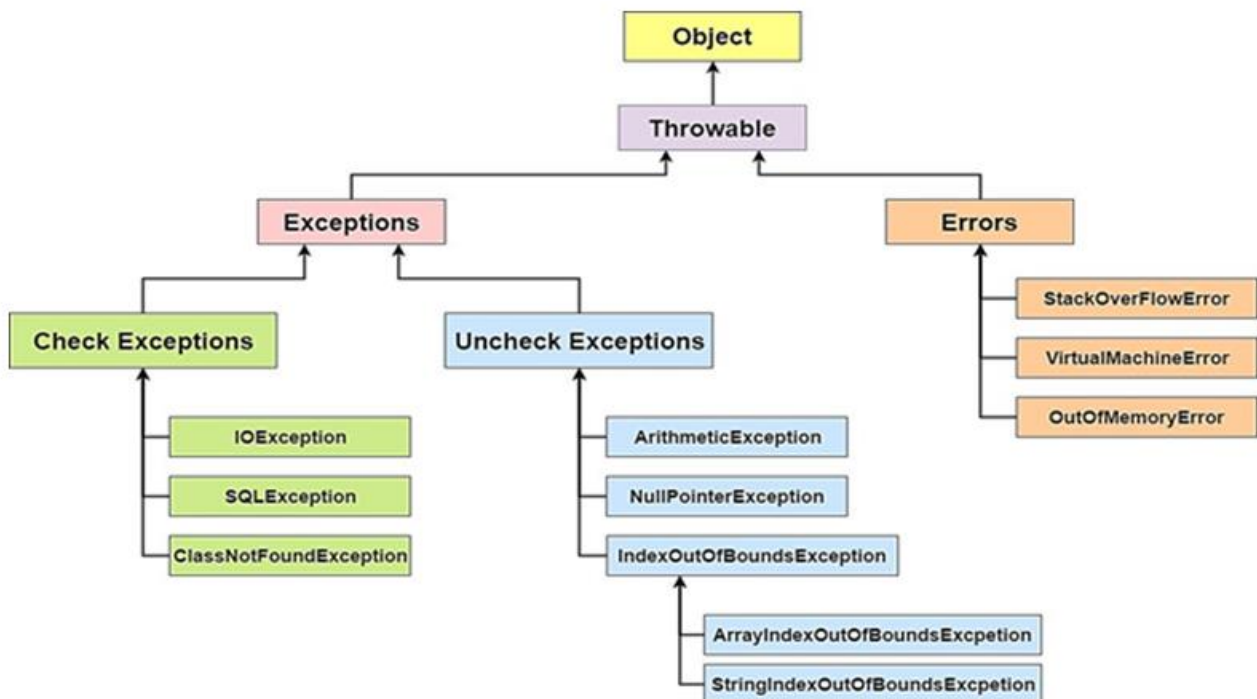 Object
Throwable
Exceptions
Errors
Check Exceptions
Uncheck Exceptions
StackOverFlowError
VirtualMachineError
OutOfMemoryError
IOException
SQLException
ClassNotFoundException
ArithmeticException
NullPointerException
IndexOutOfBoundsException
ArrayIndexOutOfBoundsExcpetion
StringIndexOutOfBoundsExcpetion